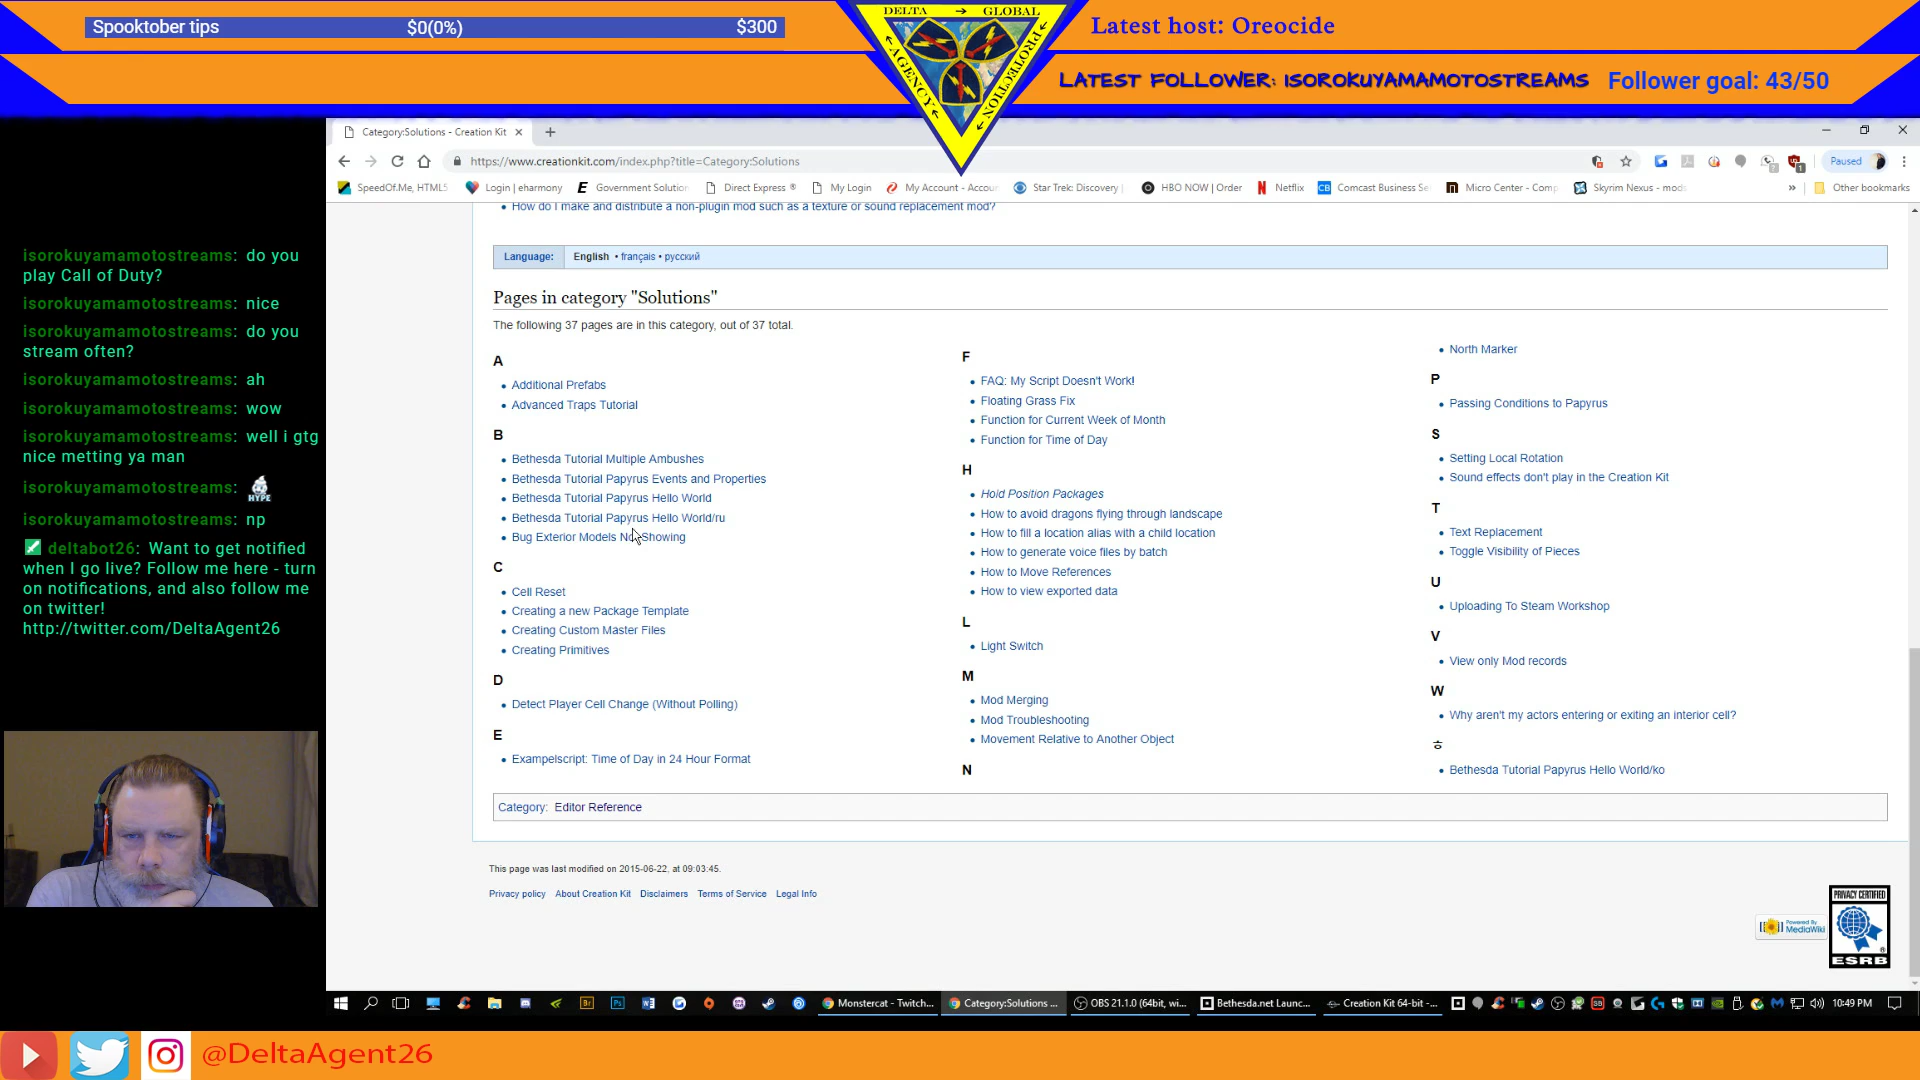 Spooktober tips $0(0%) $300
DELTA → GLOBAL
PROTECTION
AGENCY
Latest host: Oreocide
LATEST FOLLOWER: ISOROKUYAMAMOTOSTREAMS Follower goal: 43/50
Category:Solutions - Creation Kit
https://www.creationkit.com/index.php?title=Category:Solutions
Paused
SpeedOf.Me, HTML5 Login | eharmony Government Solution Direct Express ® My Login My Account - Accou Star Trek: Discovery HBO NOW | Order Netflix Comcast Business Se Micro Center - Comp Skyrim Nexus - mods » Other bookmarks
• How do I make and distribute a non-plugin mod such as a texture or sound replacement mod?
Language: English • français • русский
Pages in category "Solutions"
The following 37 pages are in this category, out of 37 total.
A
• Additional Prefabs
• Advanced Traps Tutorial
B
• Bethesda Tutorial Multiple Ambushes
• Bethesda Tutorial Papyrus Events and Properties
• Bethesda Tutorial Papyrus Hello World
• Bethesda Tutorial Papyrus Hello World/ru
• Bug Exterior Models Not Showing
C
• Cell Reset
• Creating a new Package Template
• Creating Custom Master Files
• Creating Primitives
D
• Detect Player Cell Change (Without Polling)
E
• Exampelscript: Time of Day in 24 Hour Format
F
• FAQ: My Script Doesn't Work!
• Floating Grass Fix
• Function for Current Week of Month
• Function for Time of Day
H
• Hold Position Packages
• How to avoid dragons flying through landscape
• How to fill a location alias with a child location
• How to generate voice files by batch
• How to Move References
• How to view exported data
L
• Light Switch
M
• Mod Merging
• Mod Troubleshooting
• Movement Relative to Another Object
N
• North Marker
P
• Passing Conditions to Papyrus
S
• Setting Local Rotation
• Sound effects don't play in the Creation Kit
T
• Text Replacement
• Toggle Visibility of Pieces
U
• Uploading To Steam Workshop
V
• View only Mod records
W
• Why aren't my actors entering or exiting an interior cell?
ㅎ
• Bethesda Tutorial Papyrus Hello World/ko
Category: Editor Reference
This page was last modified on 2015-06-22, at 09:03:45.
Privacy policy About Creation Kit Disclaimers Terms of Service Legal Info
Powered By MediaWiki
PRIVACY CERTIFIED
ESRB
isorokuyamamotostreams: do you
play Call of Duty?
isorokuyamamotostreams: nice
isorokuyamamotostreams: do you
stream often?
isorokuyamamotostreams: ah
isorokuyamamotostreams: wow
isorokuyamamotostreams: well i gtg
nice metting ya man
isorokuyamamotostreams: HYPE
isorokuyamamotostreams: np
deltabot26: Want to get notified
when I go live? Follow me here - turn
on notifications, and also follow me
on twitter!
http://twitter.com/DeltaAgent26
Monstercat - Twitch... Category:Solutions ... OBS 21.1.0 (64bit, wi... Bethesda.net Launc... Creation Kit 64-bit -... 10:49 PM
@DeltaAgent26